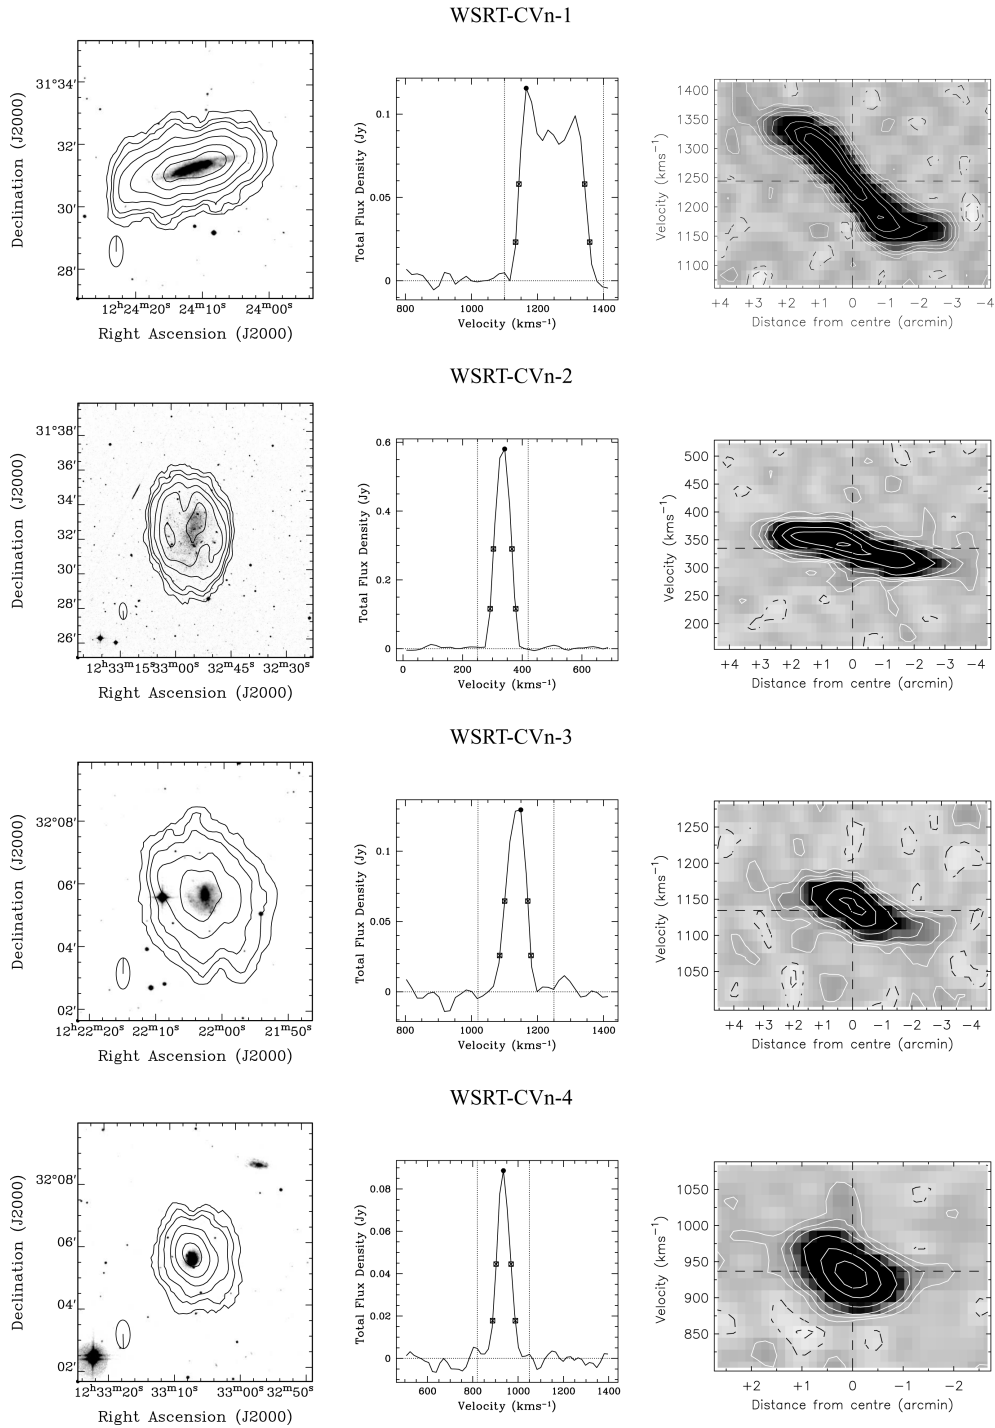 WSRT-CVn-1
Declination (J2000)
31°34′
32′
30′
28′
12ʰ24ᵐ20ˢ 24ᵐ10ˢ 24ᵐ00ˢ
Right Ascension (J2000)
Total Flux Density (Jy)
0.1
0.05
0
800 1000 1200 1400
Velocity (kms⁻¹)
Velocity (kms⁻¹)
1400
1350
1300
1250
1200
1150
1100
+4 +3 +2 +1 0 -1 -2 -3 -4
Distance from centre (arcmin)
WSRT-CVn-2
Declination (J2000)
31°38′
36′
34′
32′
30′
28′
26′
12ʰ33ᵐ15ˢ 33ᵐ00ˢ 32ᵐ45ˢ 32ᵐ30ˢ
Right Ascension (J2000)
Total Flux Density (Jy)
0.6
0.4
0.2
0
0 200 400 600
Velocity (kms⁻¹)
Velocity (kms⁻¹)
500
450
400
350
300
250
200
+4 +3 +2 +1 0 -1 -2 -3 -4
Distance from centre (arcmin)
WSRT-CVn-3
Declination (J2000)
32°08′
06′
04′
02′
12ʰ22ᵐ20ˢ 22ᵐ10ˢ 22ᵐ00ˢ 21ᵐ50ˢ
Right Ascension (J2000)
Total Flux Density (Jy)
0.1
0.05
0
800 1000 1200 1400
Velocity (kms⁻¹)
Velocity (kms⁻¹)
1250
1200
1150
1100
1050
+4 +3 +2 +1 0 -1 -2 -3 -4
Distance from centre (arcmin)
WSRT-CVn-4
Declination (J2000)
32°08′
06′
04′
02′
12ʰ33ᵐ20ˢ 33ᵐ10ˢ 33ᵐ00ˢ 32ᵐ50ˢ
Right Ascension (J2000)
Total Flux Density (Jy)
0.08
0.06
0.04
0.02
0
600 800 1000 1200 1400
Velocity (kms⁻¹)
Velocity (kms⁻¹)
1050
1000
950
900
850
+2 +1 0 -1 -2
Distance from centre (arcmin)